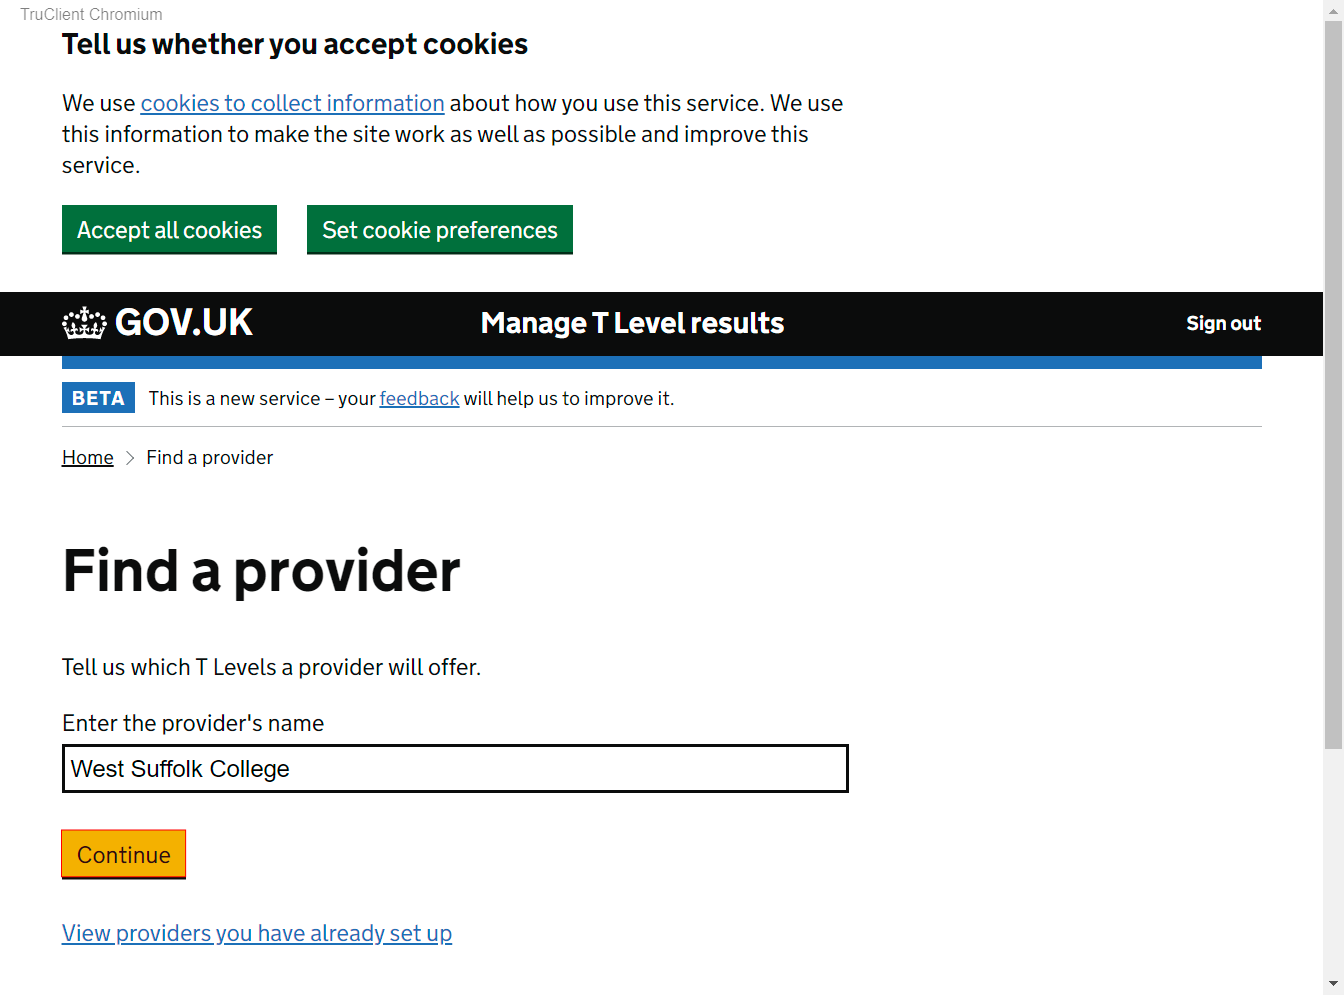 TruClient Chromium
Tell us whether you accept cookies
We use cookies to collect information about how you use this service. We use
this information to make the site work as well as possible and improve this
service.
Accept all cookies
Set cookie preferences
GOV.UK
Manage T Level results
Sign out
BETA This is a new service – your feedback will help us to improve it.
Home > Find a provider
Find a provider
Tell us which T Levels a provider will offer.
Enter the provider's name
West Suffolk College
Continue
View providers you have already set up